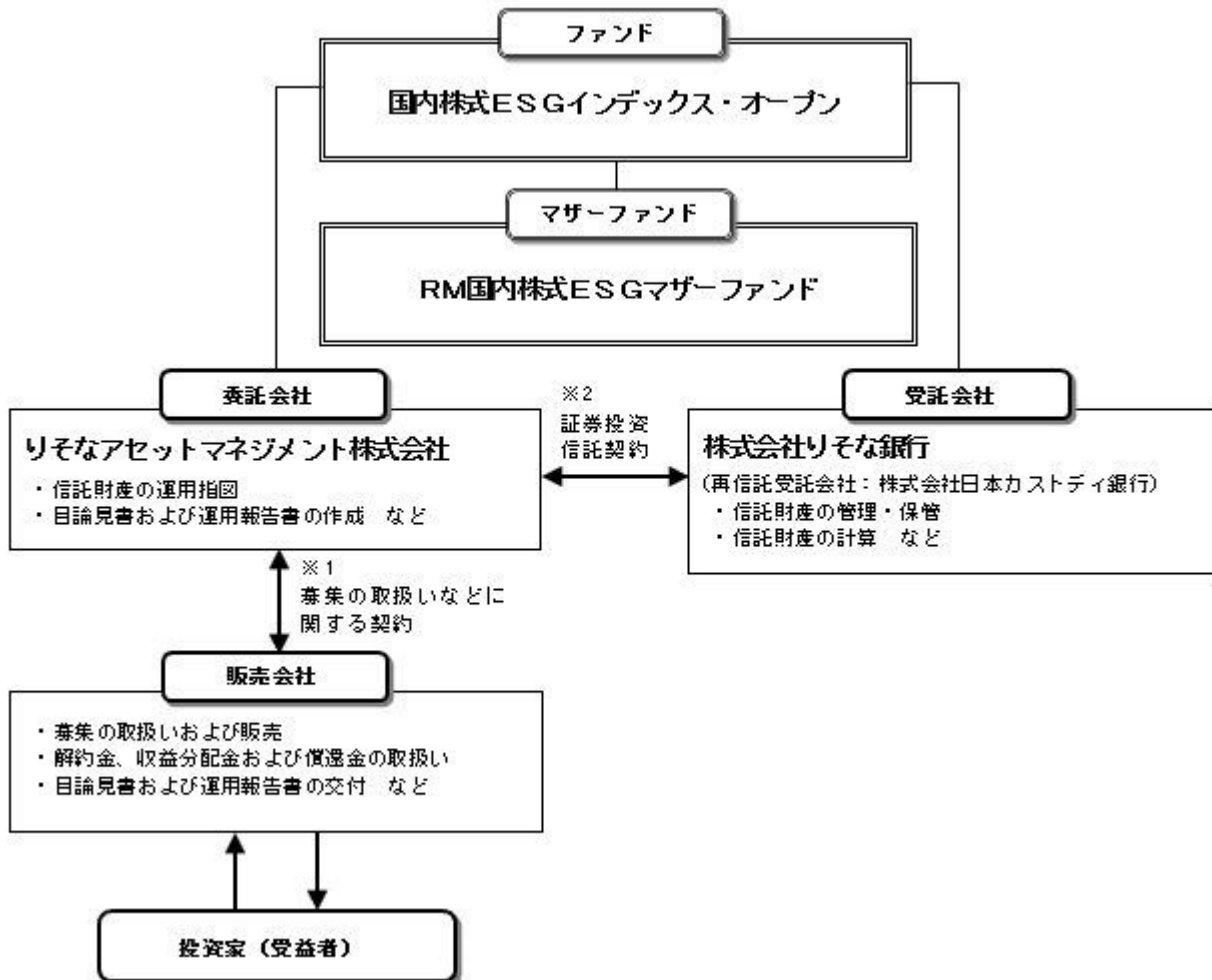 ファンド
国内株式ESGインデックス・オープン
マザーファンド
RM国内株式ESGマザーファンド
委託会社
りそなアセットマネジメント株式会社
・信託財産の運用指図
・目論見書および運用報告書の作成 など
※2
証券投資
信託契約
受託会社
株式会社りそな銀行
(再信託受託会社:株式会社日本カストディ銀行)
・信託財産の管理・保管
・信託財産の計算 など
※1
募集の取扱いなどに
関する契約
販売会社
・募集の取扱いおよび販売
・解約金、収益分配金および償還金の取扱い
・目論見書および運用報告書の交付 など
投資家(受益者)